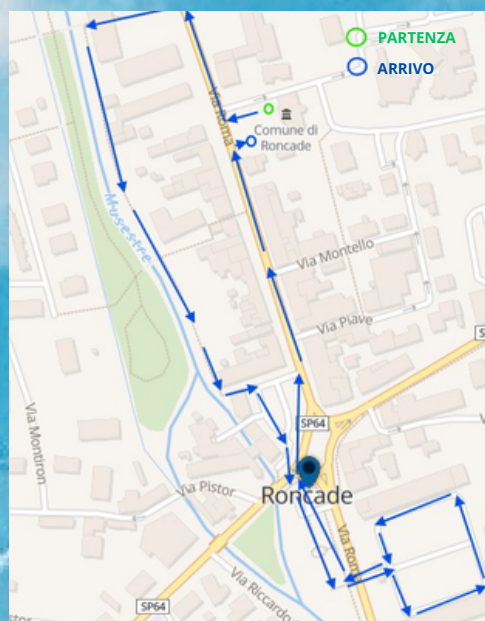 PARTENZA
ARRIVO
Via Roma
Comune di
Roncade
Musestre
Via Montello
Via Piave
S
SP64
Via Montiron
Roncade
Via Pistor
Via Roma
Via Riccardo
SP64
stor